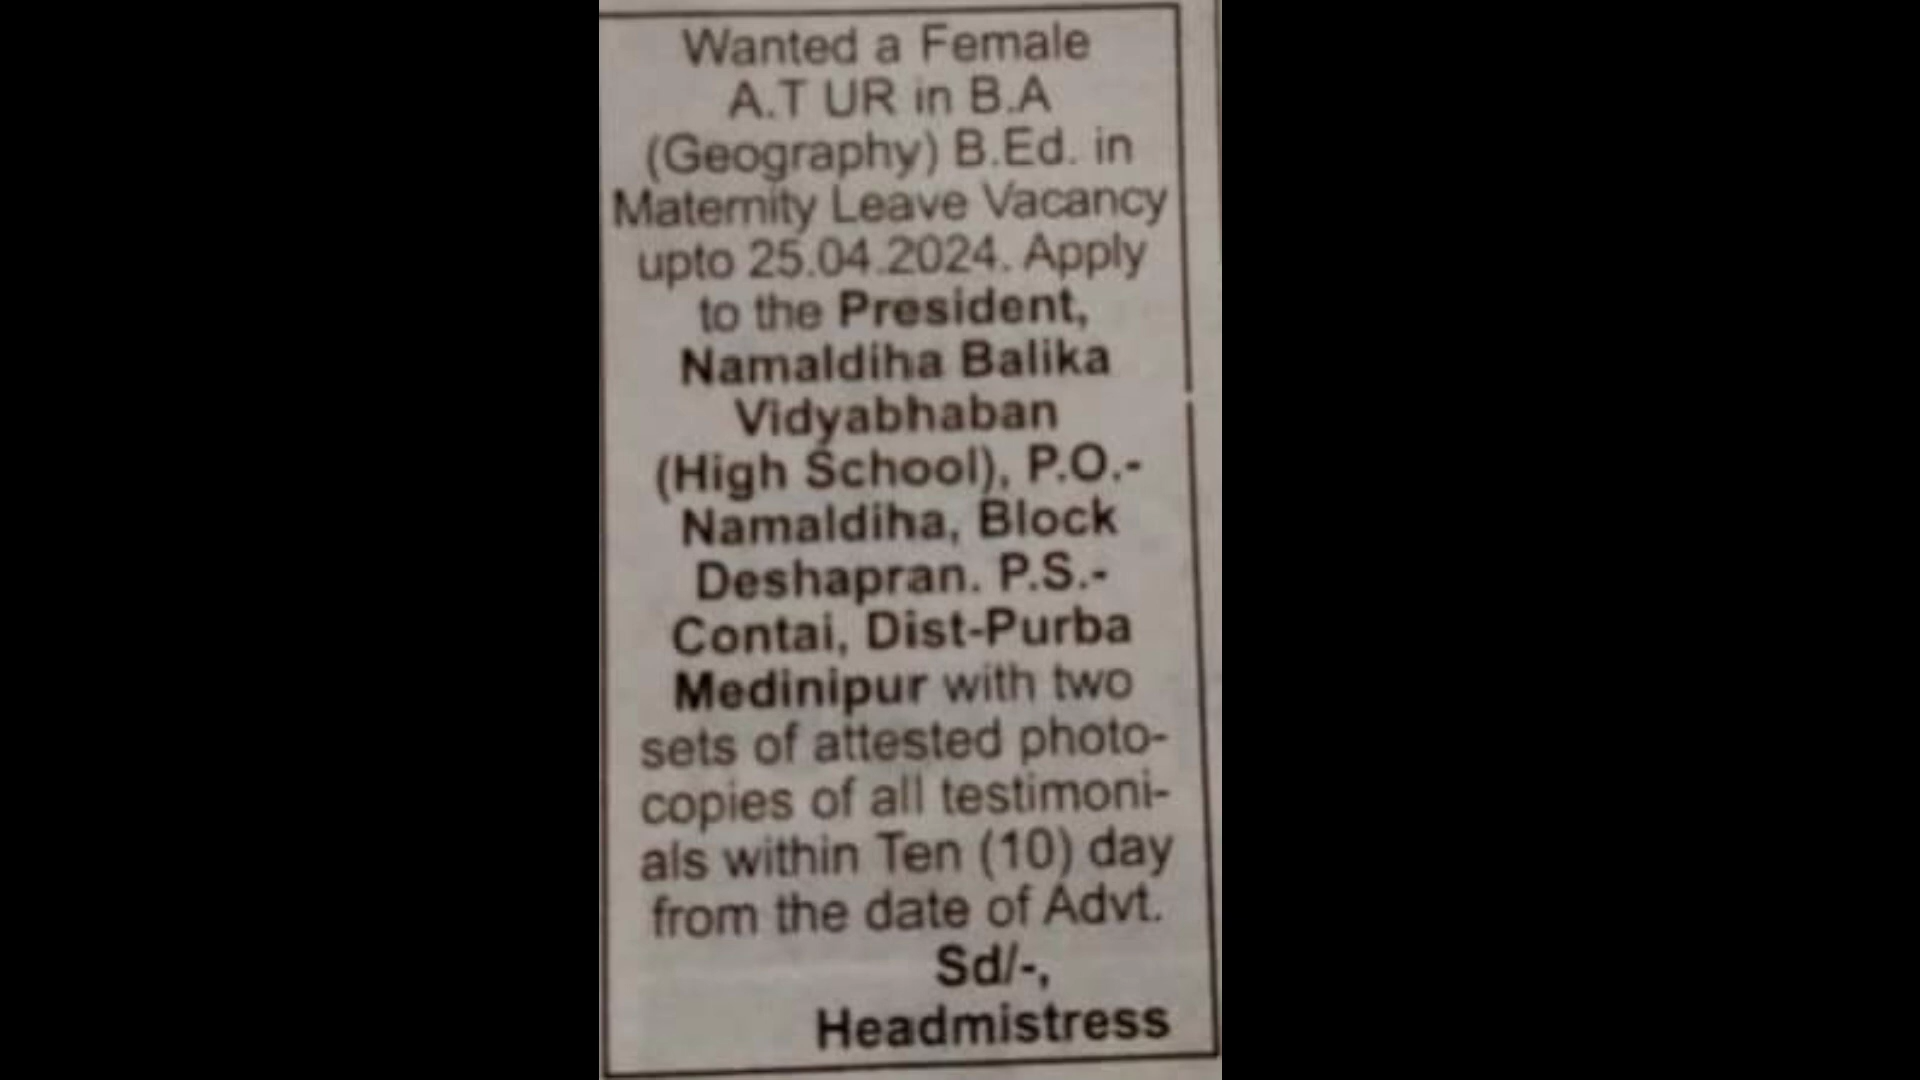 Wanted a Female
A.T UR in B.A
(Geography) B.Ed. in
Maternity Leave Vacancy
upto 25.04.2024. Apply
to the President,
Namaldiha Balika
Vidyabhaban
(High School), P.O.-
Namaldiha, Block
Deshapran. P.S.-
Contai, Dist-Purba
Medinipur with two
sets of attested photo-
copies of all testimoni-
als within Ten (10) day
from the date of Advt.
Sd/-,
Headmistress